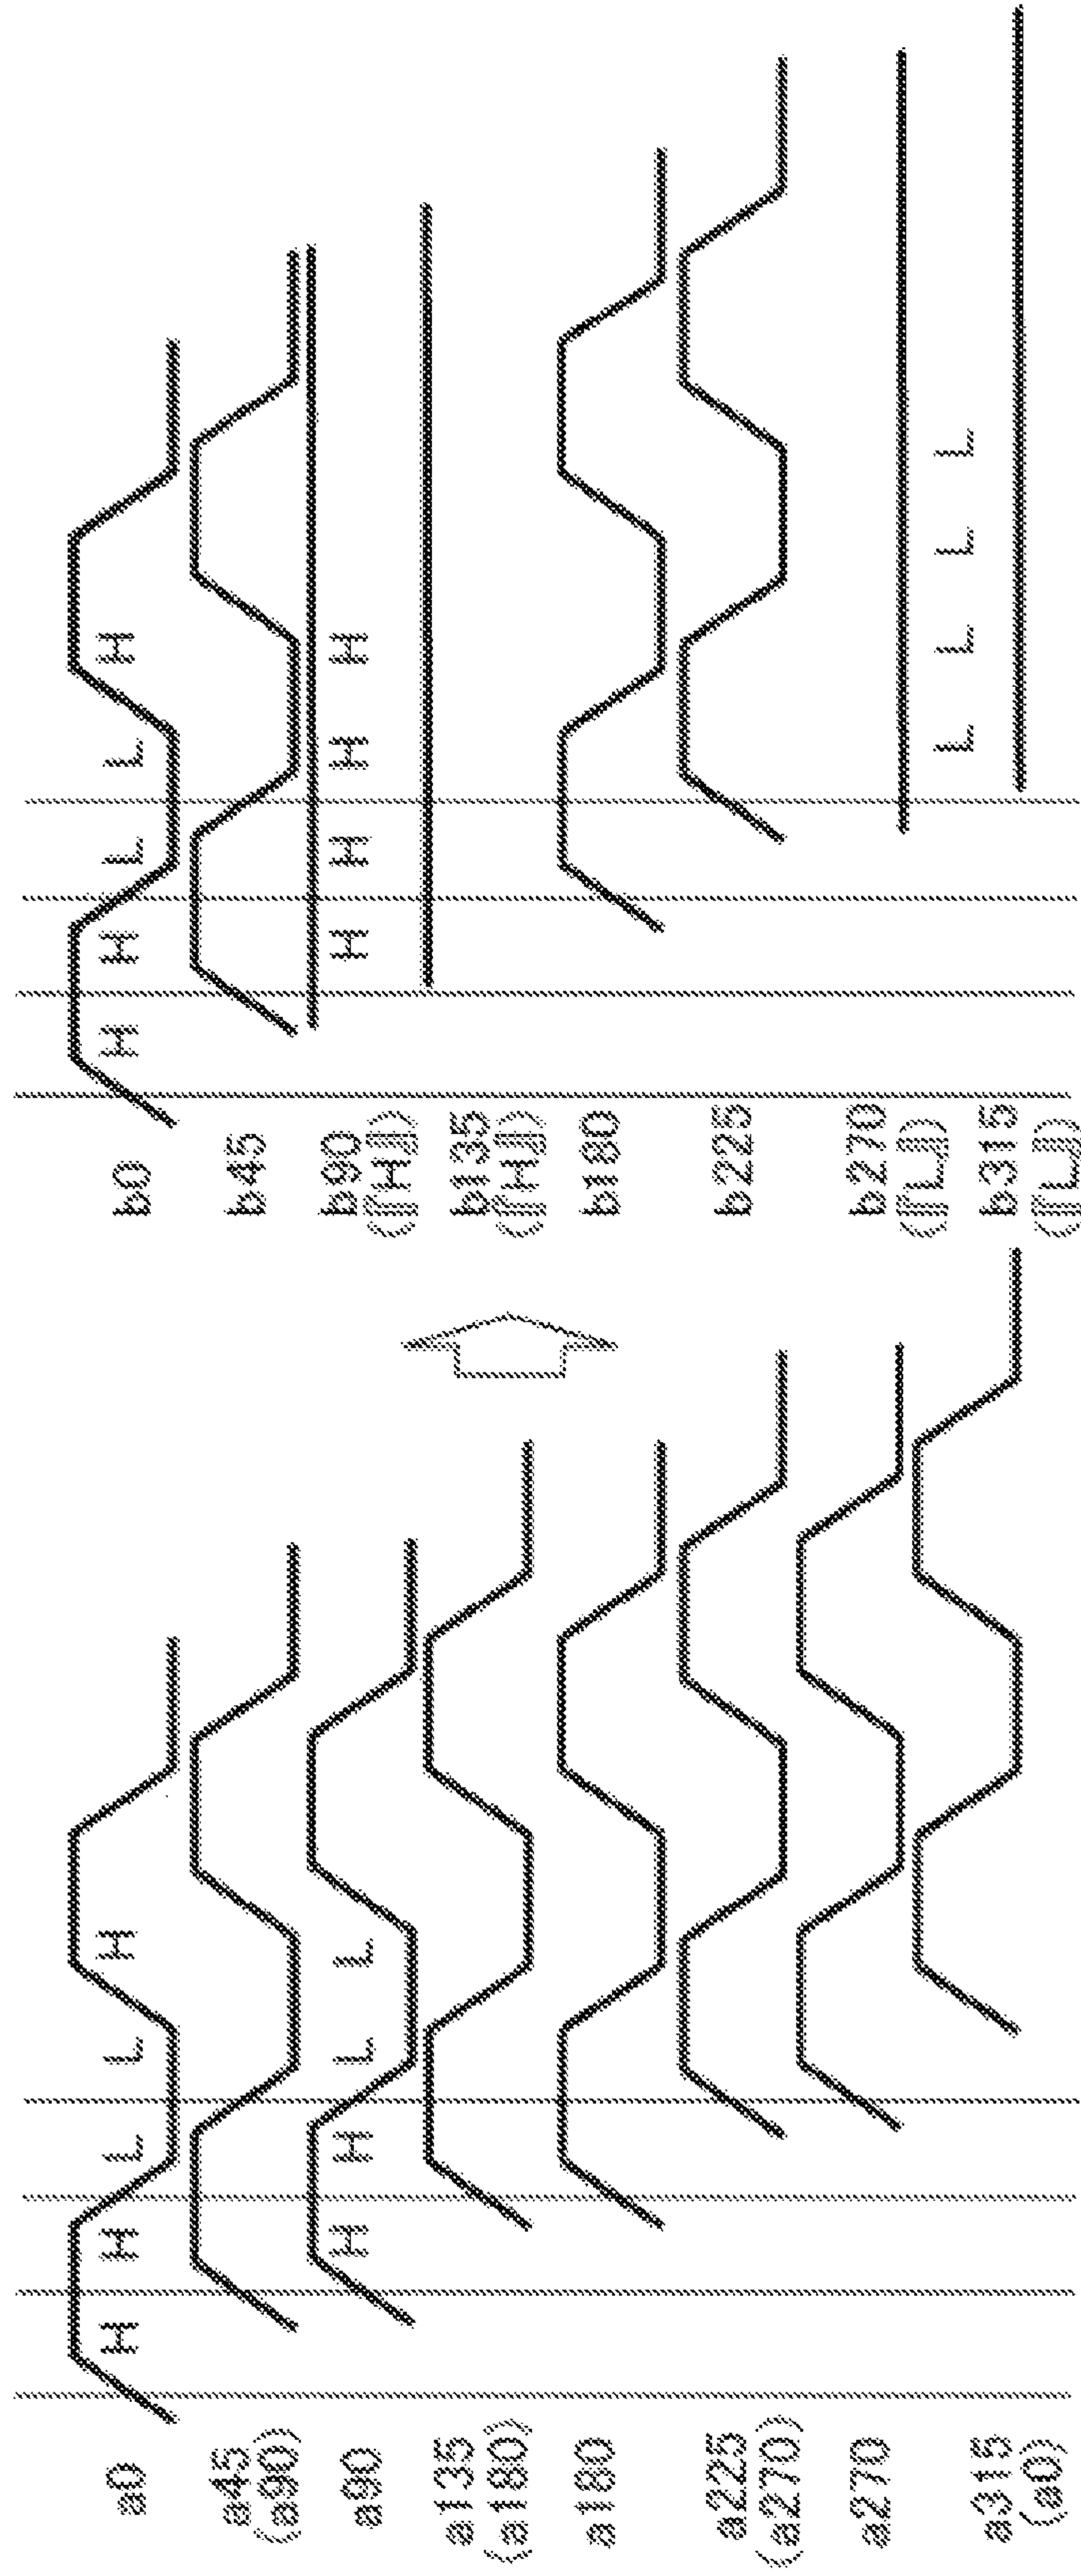 a0 H H L L H
a45
(a90)
a90 H H L L
a135
(a180)
a180
a225
(a270)
a270
a315
(a0)
b0 H H L L H
b45
b90 H H H H
(「H」)
b135
(「H」)
b180
b225
b270
(「L」) L L L L
b315
(「L」)